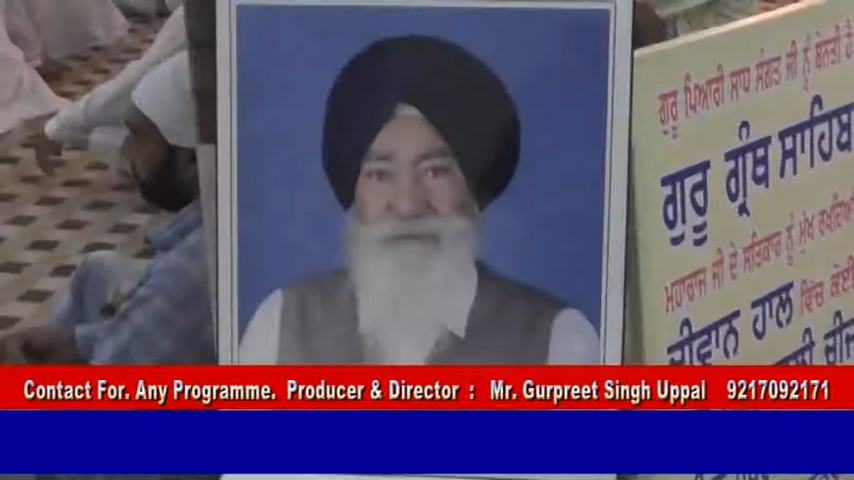 ਗੁਰੂ ਪਿਆਰੀ ਸਾਧ ਸੰਗਤ ਜੀ ਨੂੰ ਬੇਨਤੀ ਹੈ
ਗੁਰੂ ਗ੍ਰੰਥ ਸਾਹਿਬ
ਮਹਾਰਾਜ ਜੀ ਦੇ ਸਤਿਕਾਰ ਨੂੰ ਮੁੱਖ
ਦੀਵਾਨ ਹਾਲ ਵਿੱਚ ਕੋਈ
ਚੀਜ
Contact For. Any Programme. Producer & Director : Mr. Gurpreet Singh Uppal 9217092171